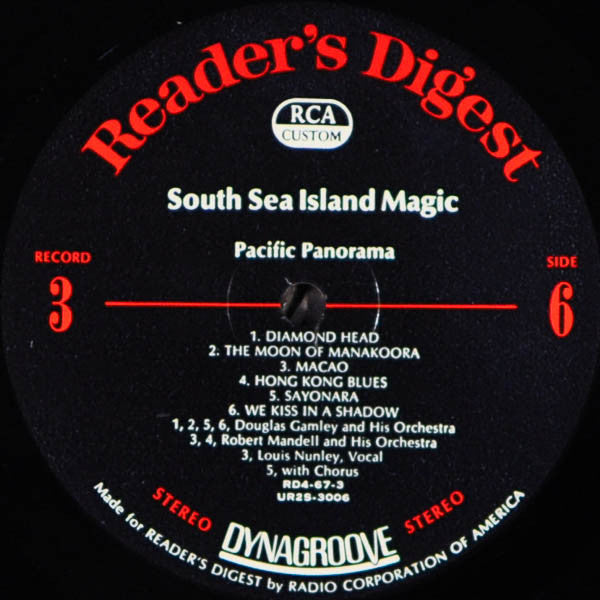 Reader's Digest
RCA
CUSTOM
South Sea Island Magic
Pacific Panorama
RECORD
3
SIDE
6
1. DIAMOND HEAD
2. THE MOON OF MANAKOORA
3. MACAO
4. HONG KONG BLUES
5. SAYONARA
6. WE KISS IN A SHADOW
1, 2, 5, 6, Douglas Gamley and His Orchestra
3, 4, Robert Mandell and His Orchestra
3, Louis Nunley, Vocal
5, with Chorus
RD4-67-3
UR2S-3006
STEREO
DYNAGROOVE
STEREO
Made for READER'S DIGEST by RADIO CORPORATION OF AMERICA